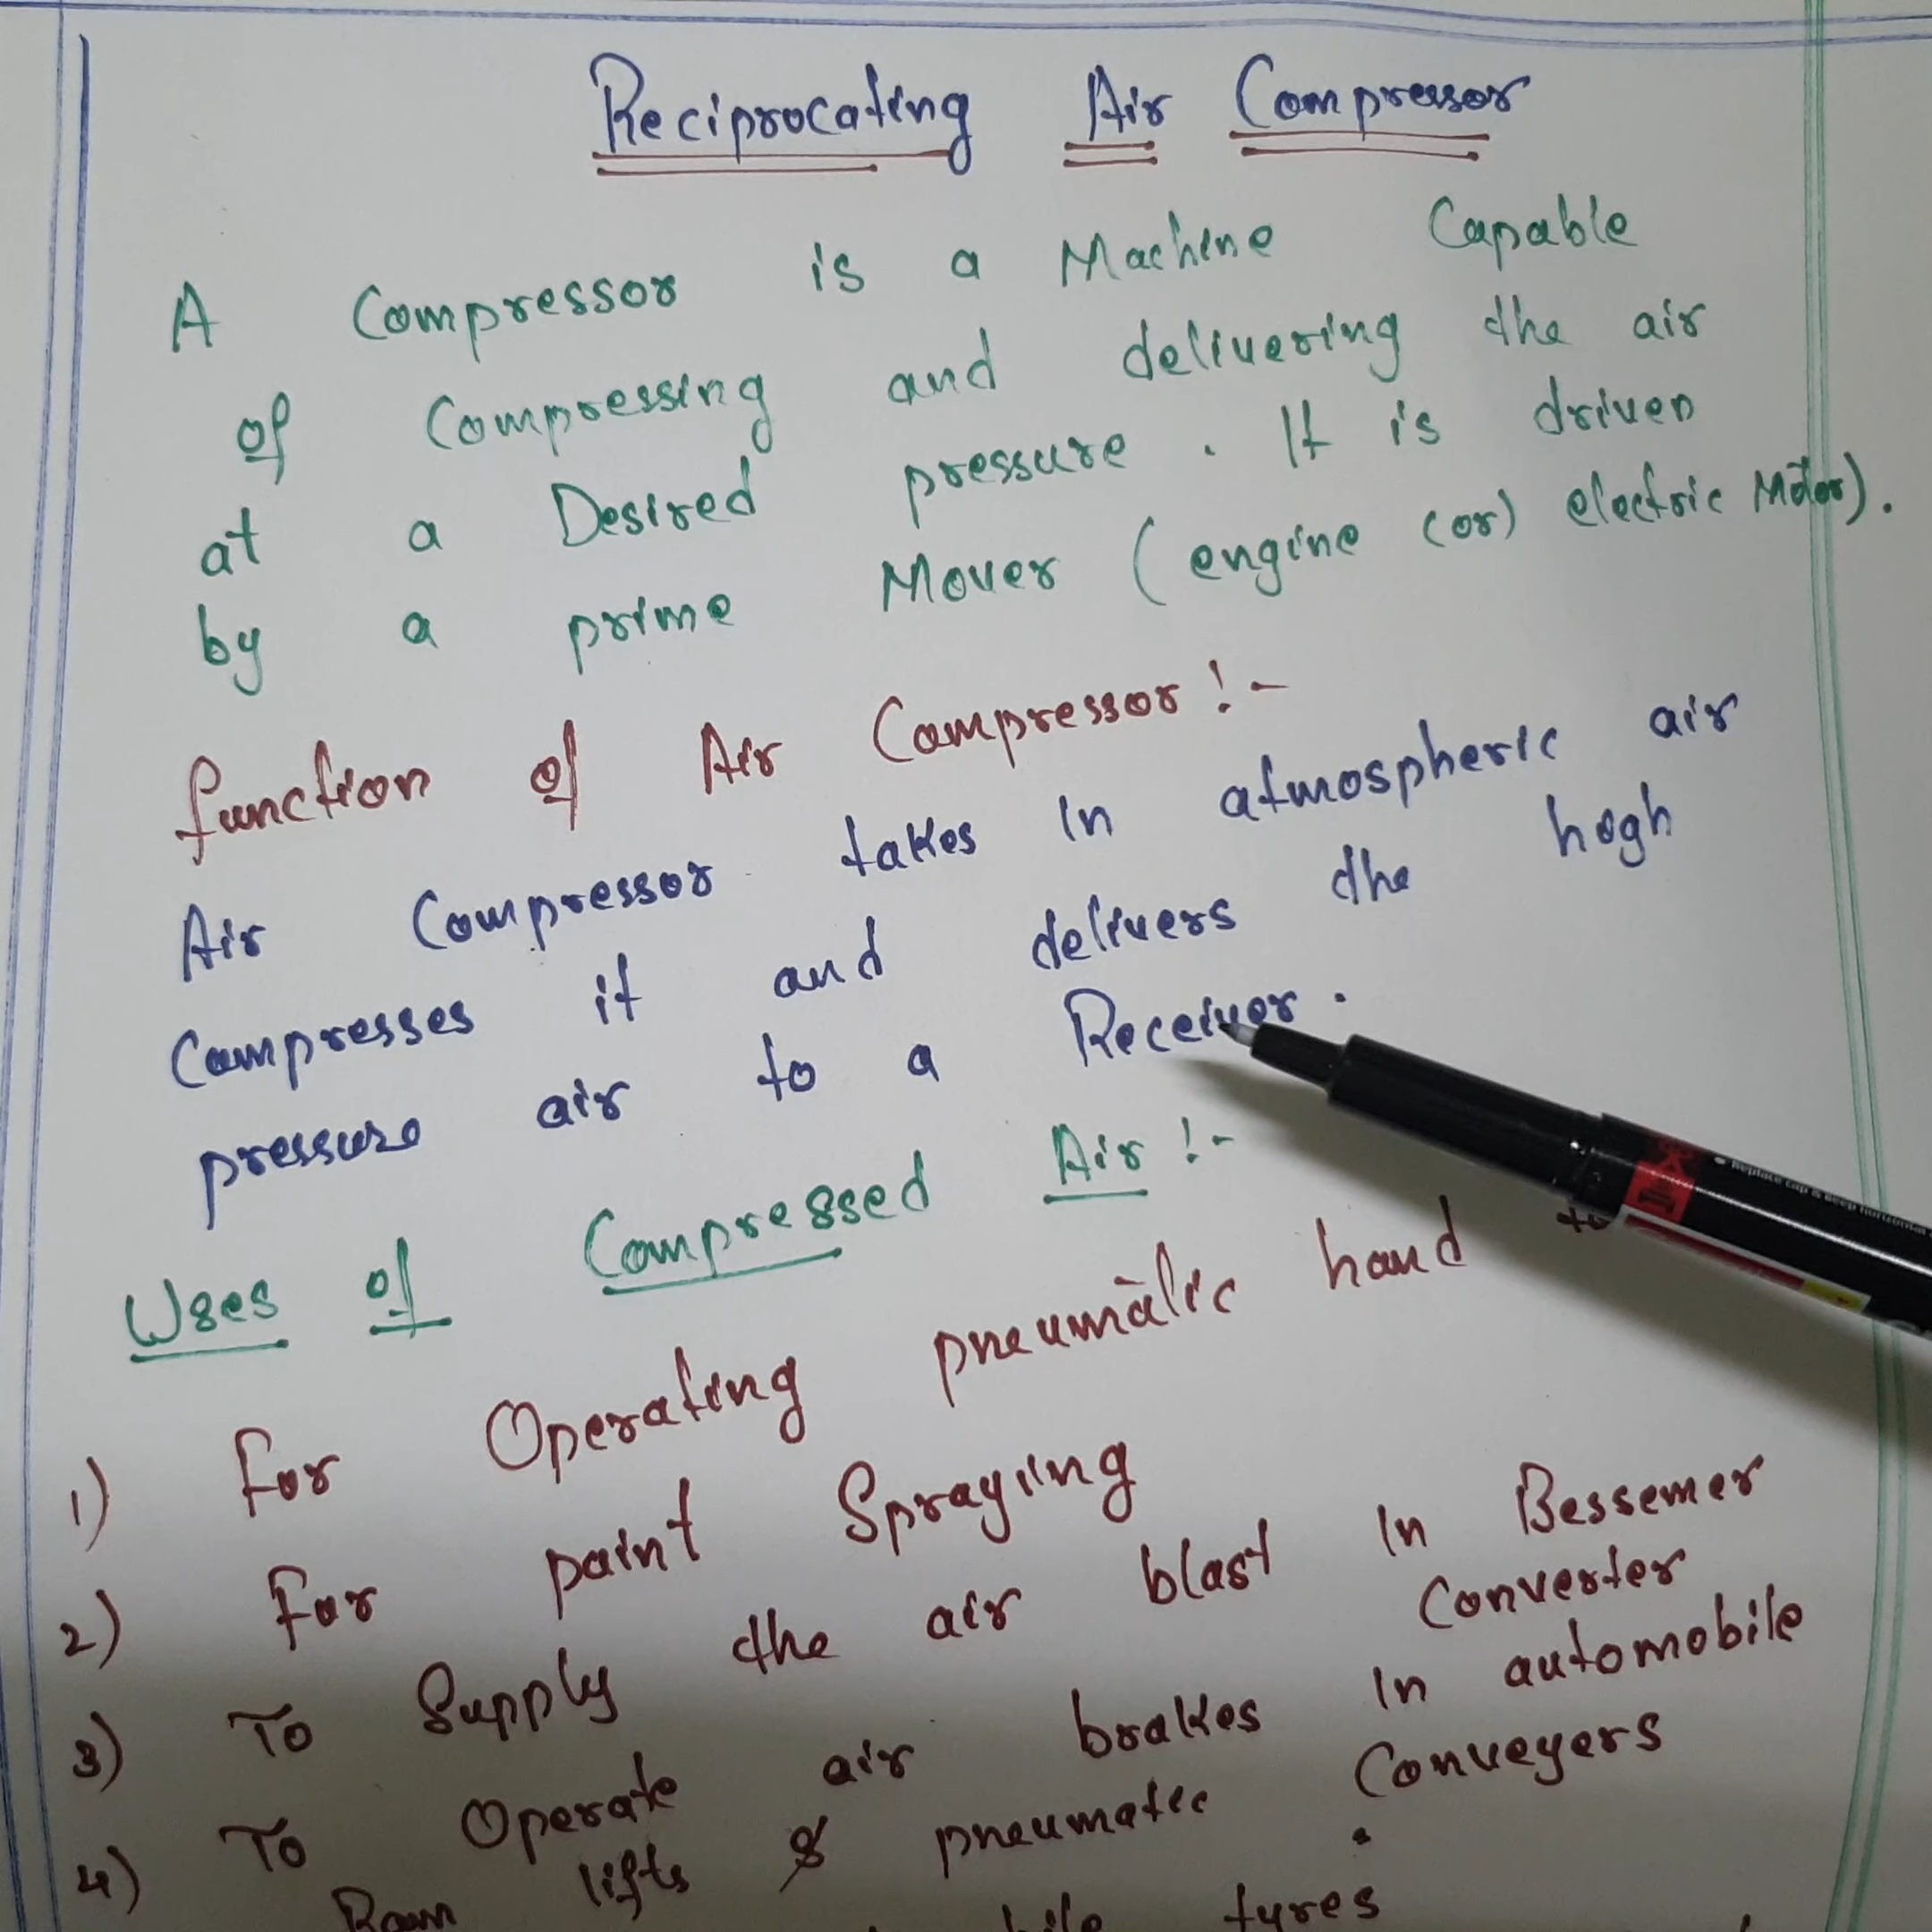 Reciprocating Air Compressor
A Compressor is a Machine Capable
of Compressing and delivering the air
at a Desired pressure. It is driven
by a prime Mover (engine (or) electric Motor).
function of Air Compressor:-
Air Compressor takes in atmospheric air
Compresses it and delivers the high
pressure air to a Receiver.
Uses of Compressed Air:-
1) For Operating pneumatic hand to
2) For paint Sprayiing
3) To Supply the air blast in Bessemer
Converter
4) To Operate air brakes in automobile
lifts & pneumatic Conveyers.
tyres